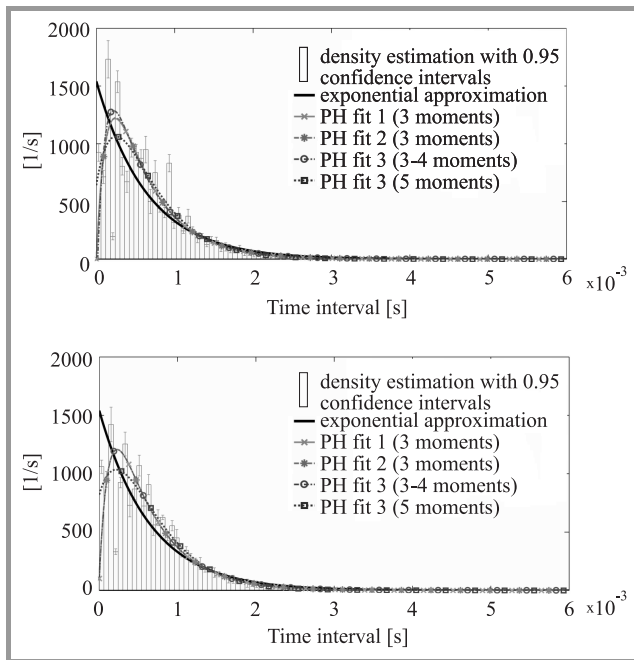 2000
1500
1000
500
0
[1/s]
density estimation with 0.95
confidence intervals
exponential approximation
PH fit 1 (3 moments)
PH fit 2 (3 moments)
PH fit 3 (3-4 moments)
PH fit 3 (5 moments)
0 1 2 3 4 5 6
×10⁻³
Time interval [s]
2000
1500
1000
500
0
[1/s]
density estimation with 0.95
confidence intervals
exponential approximation
PH fit 1 (3 moments)
PH fit 2 (3 moments)
PH fit 3 (3-4 moments)
PH fit 3 (5 moments)
0 1 2 3 4 5 6
×10⁻³
Time interval [s]